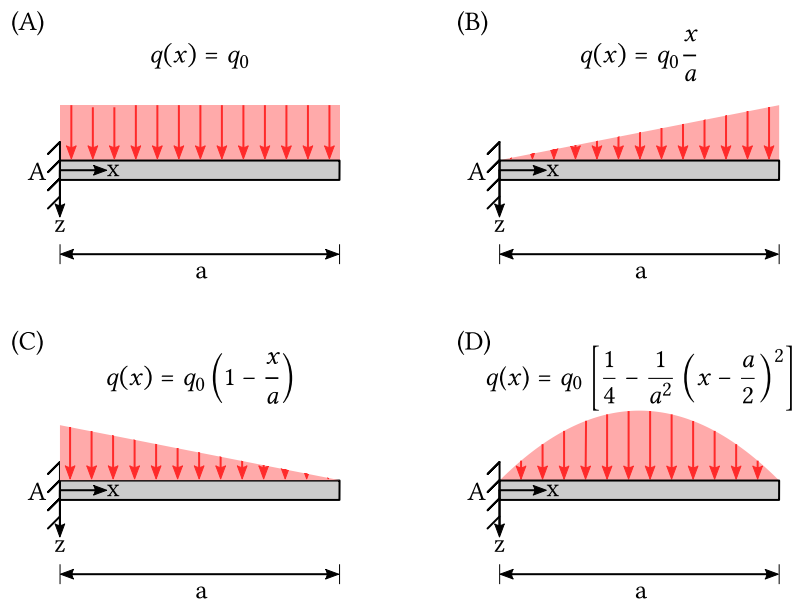 (A)
q(x) = q₀
A
x
z
a
(B)
q(x) = q₀ x/a
A
x
z
a
(C)
q(x) = q₀ (1 − x/a)
A
x
z
a
(D)
q(x) = q₀ [1/4 − 1/a² (x − a/2)²]
A
x
z
a